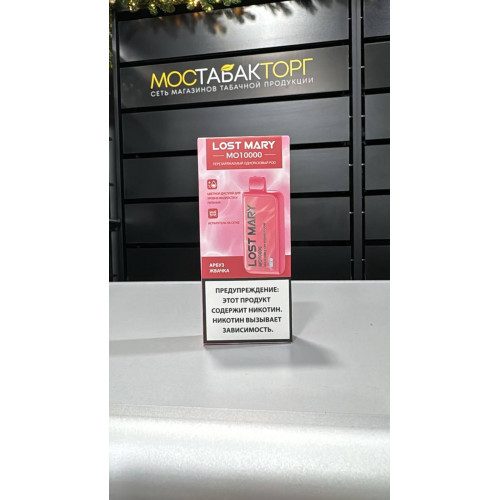 МОСТАБАКТОРГ
СЕТЬ МАГАЗИНОВ ТАБАЧНОЙ ПРОДУКЦИИ
LOST MARY
MO10000
LOST MARY
MO10000
АРБУЗ
ЖВАЧКА
ПРЕДУПРЕЖДЕНИЕ:
ЭТОТ ПРОДУКТ
СОДЕРЖИТ НИКОТИН.
НИКОТИН ВЫЗЫВАЕТ
ЗАВИСИМОСТЬ.